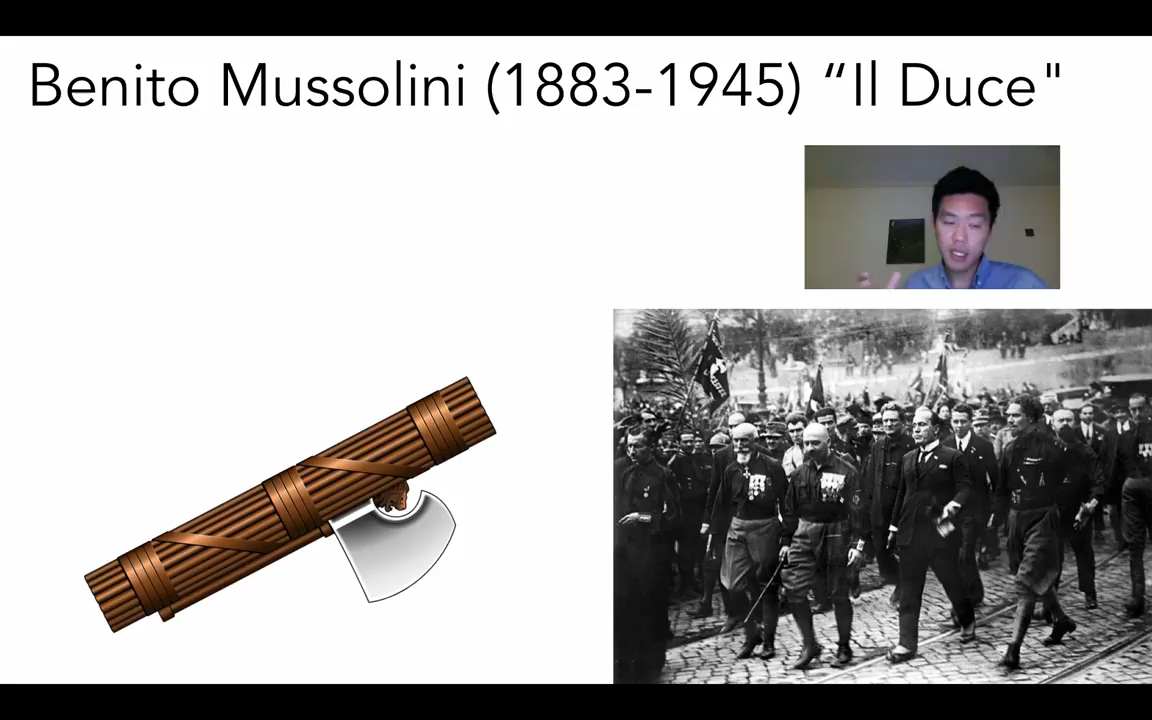 Benito Mussolini (1883-1945) “Il Duce"